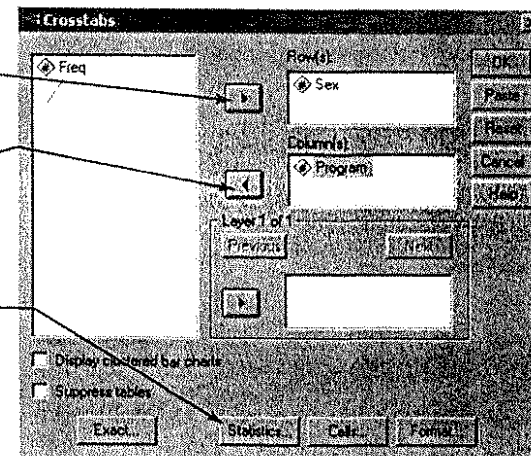 Crosstabs
Freq
Row(s):
Sex
Column(s):
Program
Layer 1 of 1
Previous
Next
OK
Paste
Reset
Cancel
Help
Display clustered bar charts
Suppress tables
Exact...
Statistics...
Cells...
Format...